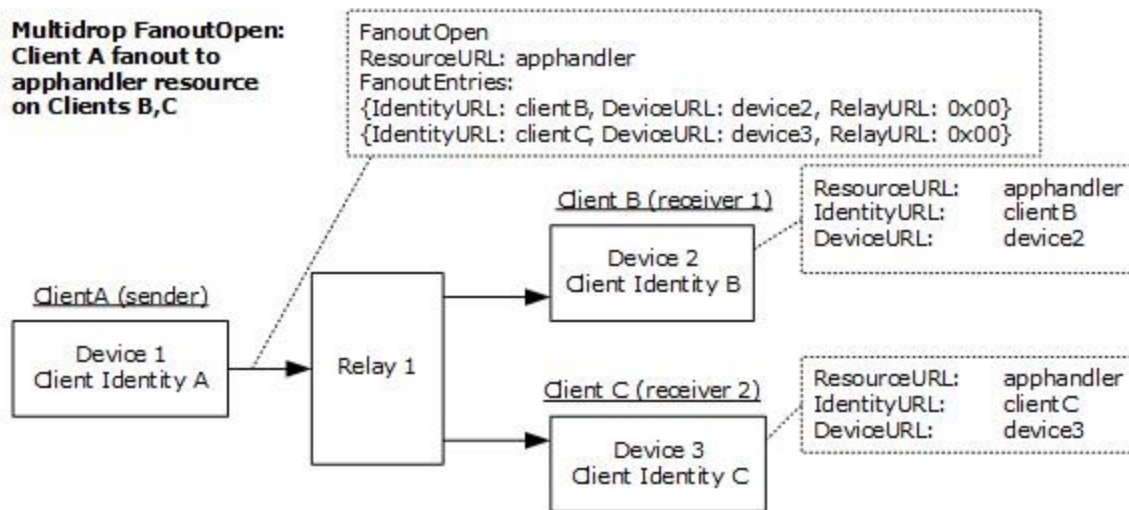 Multidrop FanoutOpen:
Client A fanout to
apphandler resource
on Clients B,C
FanoutOpen
ResourceURL: apphandler
FanoutEntries:
{IdentityURL: clientB, DeviceURL: device2, RelayURL: 0x00}
{IdentityURL: clientC, DeviceURL: device3, RelayURL: 0x00}
Client B (receiver 1)
ResourceURL: apphandler
IdentityURL: clientB
DeviceURL: device2
Device 2
Client Identity B
ClientA (sender)
Device 1
Client Identity A
Relay 1
Client C (receiver 2)
ResourceURL: apphandler
IdentityURL: clientC
DeviceURL: device3
Device 3
Client Identity C